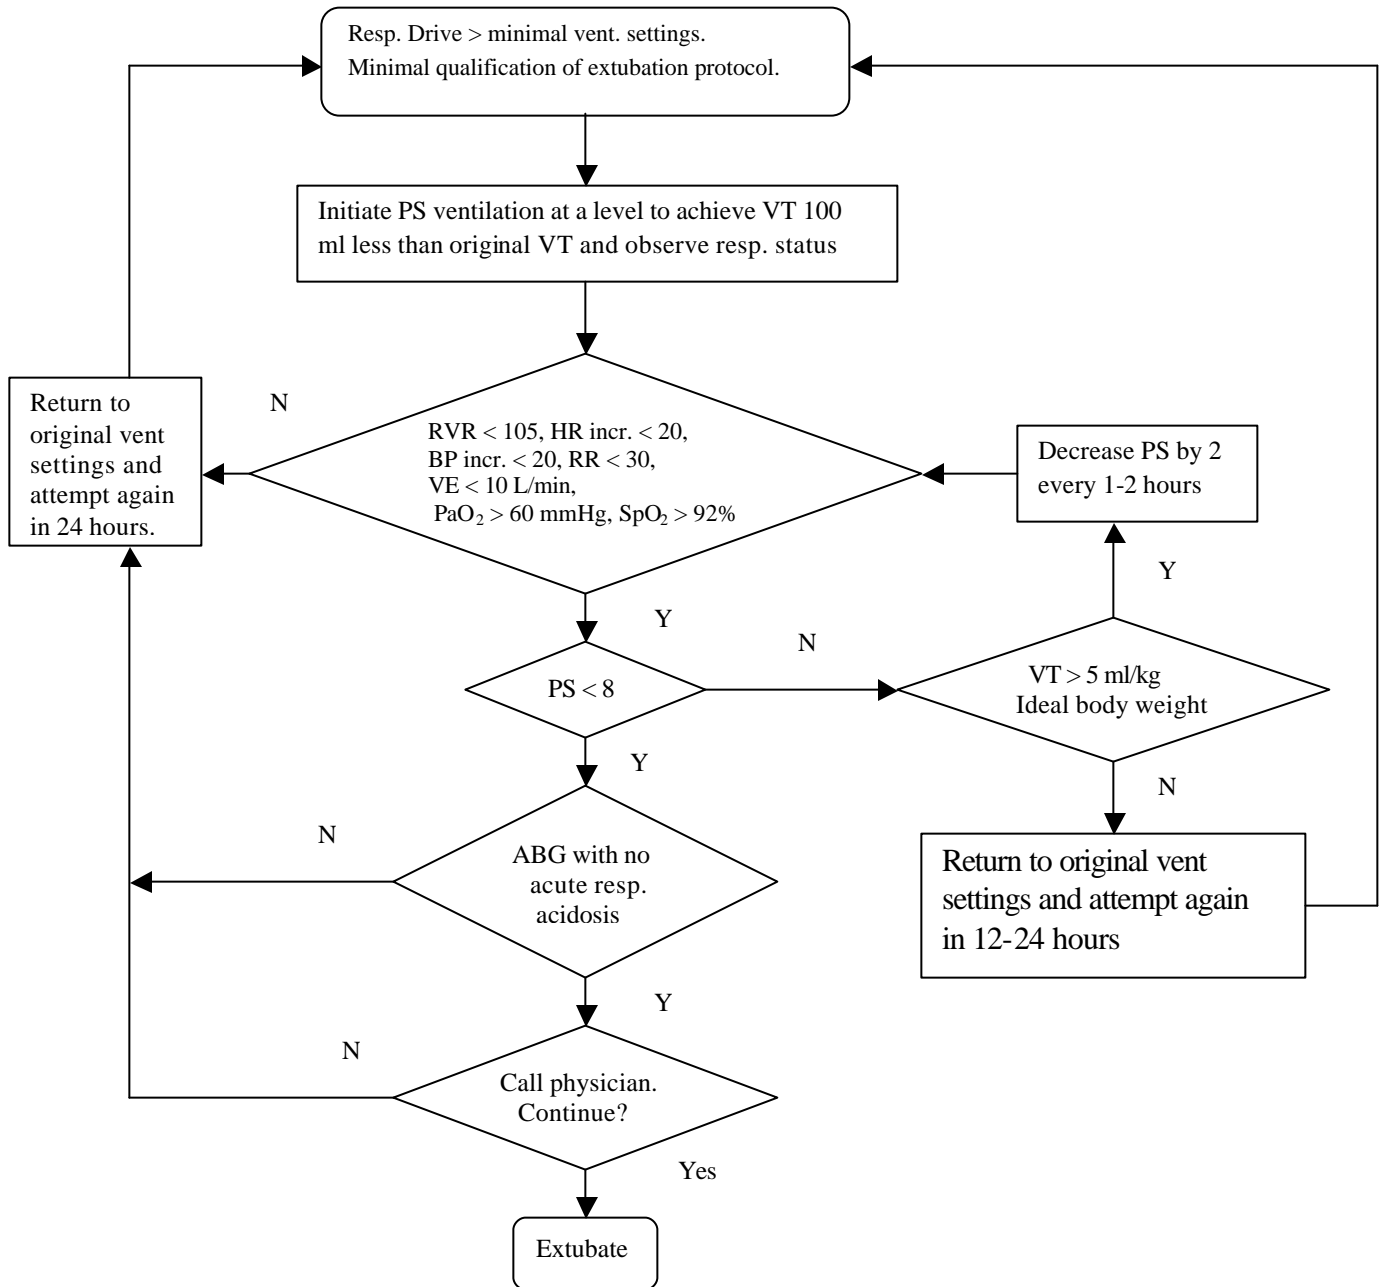 Resp. Drive > minimal vent. settings.
Minimal qualification of extubation protocol.
Initiate PS ventilation at a level to achieve VT 100
ml less than original VT and observe resp. status
N
Return to
original vent
settings and
attempt again
in 24 hours.
RVR < 105, HR incr. < 20,
BP incr. < 20, RR < 30,
VE < 10 L/min,
PaO₂ > 60 mmHg, SpO₂ > 92%
Decrease PS by 2
every 1-2 hours
Y
Y
N
PS < 8
VT > 5 ml/kg
Ideal body weight
Y
N
N
ABG with no
acute resp.
acidosis
Return to original vent
settings and attempt again
in 12-24 hours
Y
N
Call physician.
Continue?
Yes
Extubate